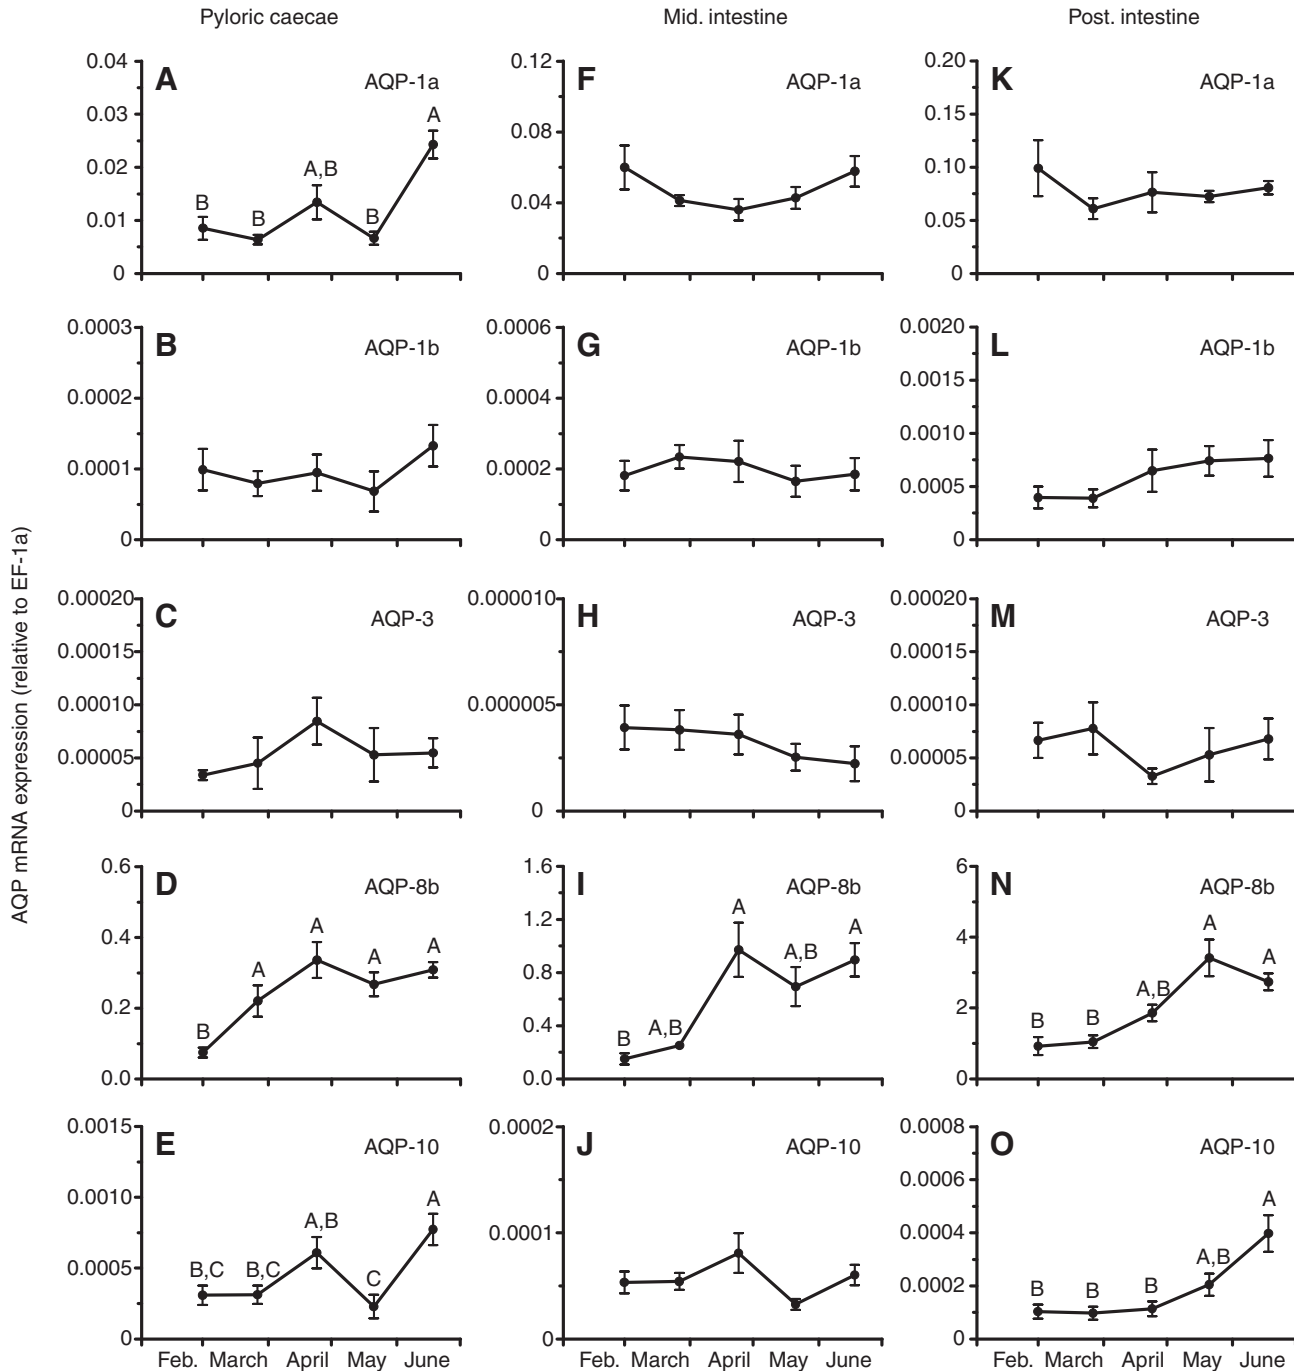 Pyloric caecae
Mid. intestine
Post. intestine
AQP mRNA expression (relative to EF-1a)
A
AQP-1a
0.04
0.03
0.02
0.01
0
B
B
A,B
B
A
F
AQP-1a
0.12
0.08
0.04
0
K
AQP-1a
0.20
0.15
0.10
0.05
0
B
AQP-1b
0.0003
0.0002
0.0001
0
G
AQP-1b
0.0006
0.0004
0.0002
0
L
AQP-1b
0.0020
0.0015
0.0010
0.0005
0
C
AQP-3
0.00020
0.00015
0.00010
0.00005
0
H
AQP-3
0.000010
0.000005
0
M
AQP-3
0.00020
0.00015
0.00010
0.00005
0
D
AQP-8b
0.6
0.4
0.2
0.0
B
A
A
A
A
I
AQP-8b
1.6
1.2
0.8
0.4
0.0
B
A,B
A
A,B
A
N
AQP-8b
6
4
2
0
B
B
A,B
A
A
E
AQP-10
0.0015
0.0010
0.0005
0
B,C
B,C
A,B
C
A
Feb. March April May June
J
AQP-10
0.0002
0.0001
0
Feb. March April May June
O
AQP-10
0.0008
0.0006
0.0004
0.0002
0
B
B
B
A,B
A
Feb. March April May June